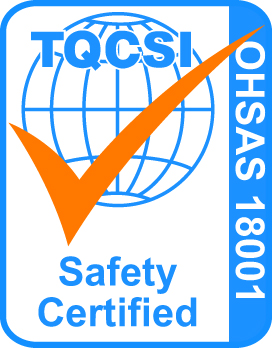 TQCSI
OHSAS 18001
Safety
Certified